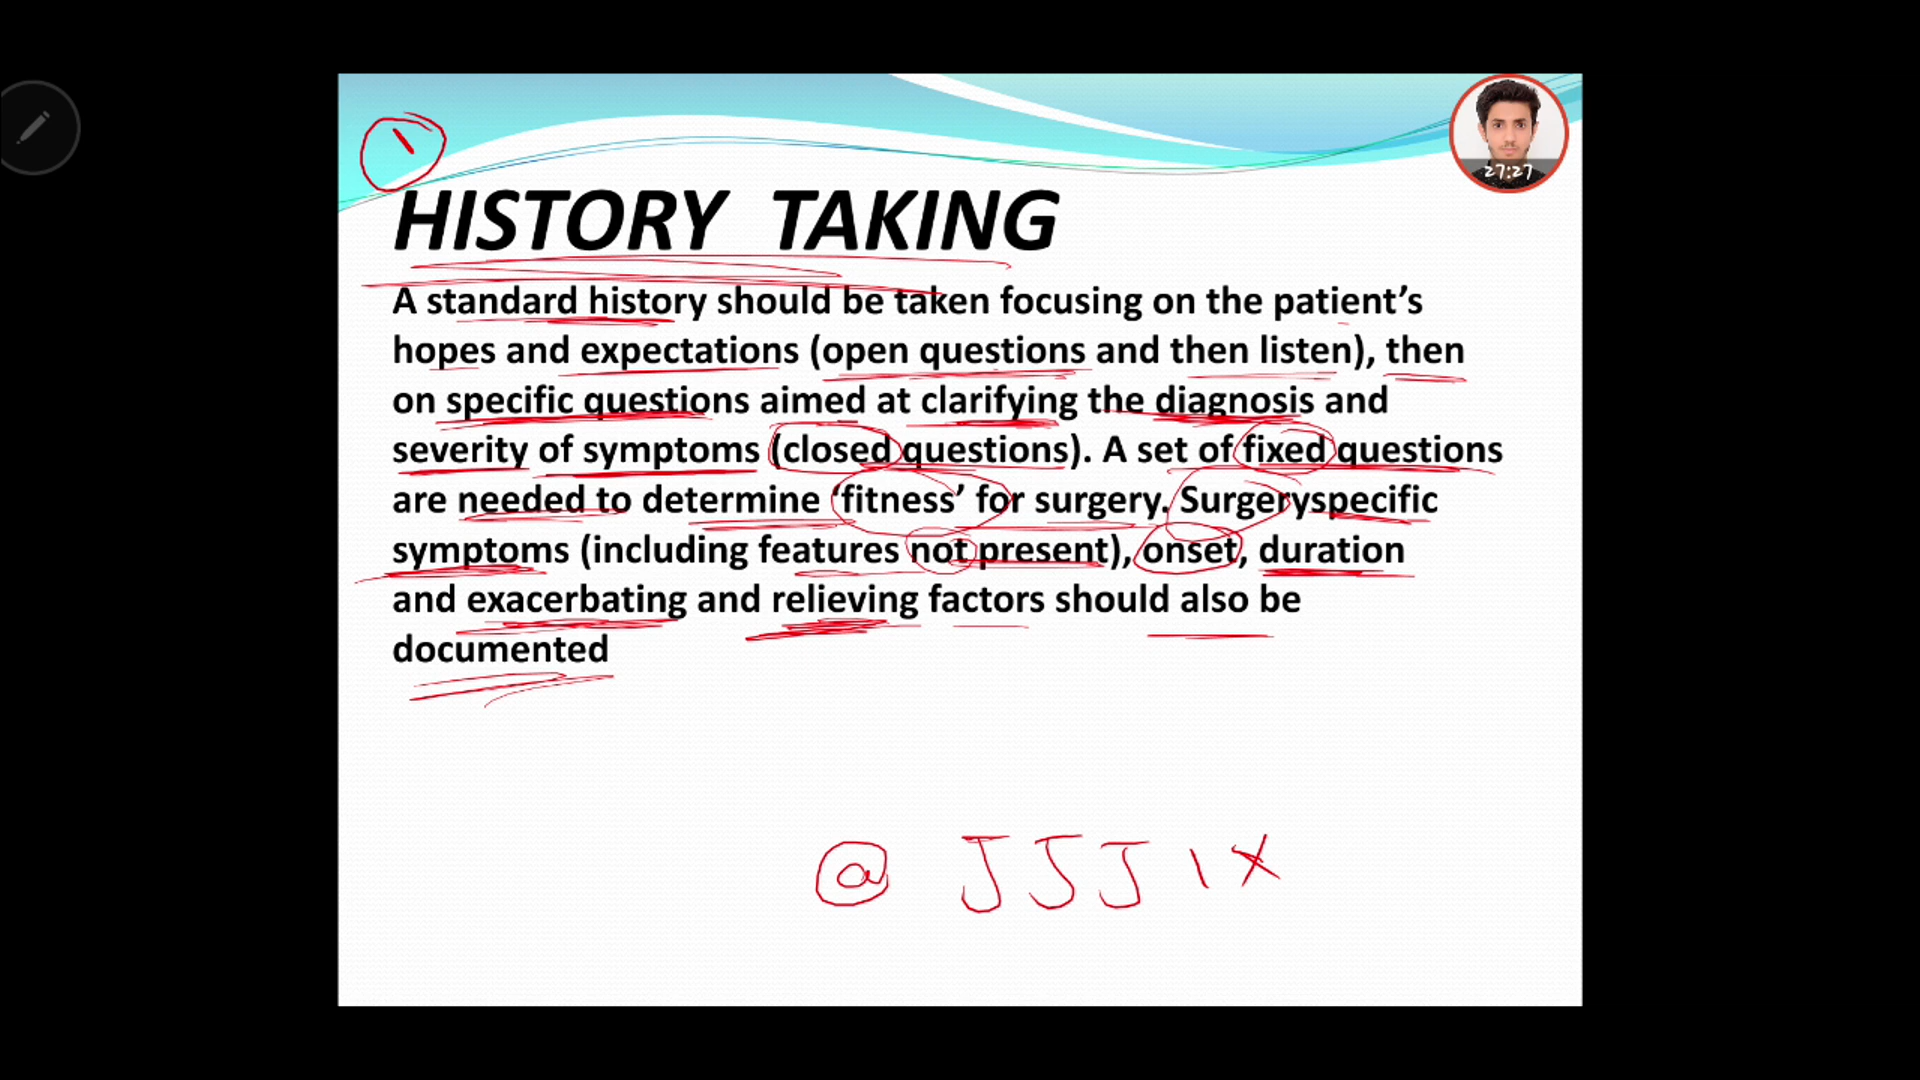 27:27
HISTORY TAKING
A standard history should be taken focusing on the patient’s
hopes and expectations (open questions and then listen), then
on specific questions aimed at clarifying the diagnosis and
severity of symptoms (closed questions). A set of fixed questions
are needed to determine ‘fitness’ for surgery. Surgeryspecific
symptoms (including features not present), onset, duration
and exacerbating and relieving factors should also be
documented
@ JJJ1X